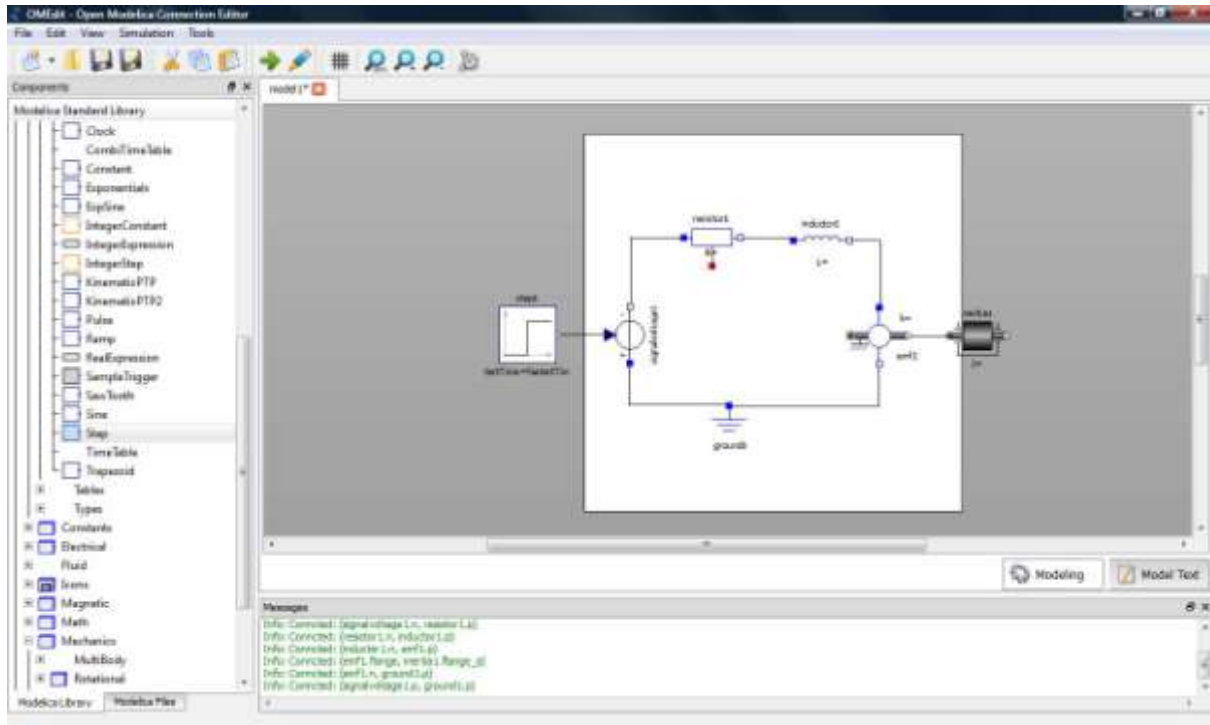 OMEdit - Open Modelica Connection Editor
File Edit View Simulation Tools
Components
model1*
Modelica Standard Library
Clock
CombiTimeTable
Constant
Exponentials
ExpSine
IntegerConstant
IntegerExpression
IntegerStep
KinematicPTP
KinematicPTP2
Pulse
Ramp
RealExpression
SampleTrigger
SawTooth
Sine
Step
TimeTable
Trapezoid
Tables
Types
Constants
Electrical
Fluid
Icons
Magnetic
Math
Mechanics
MultiBody
Rotational
Modelica Library Modelica Files
resistor1
inductor1
L=
step1
signalvoltage1
k=
emf1
inertia1
J=
ground1
Modeling Model Text
Messages
Info: Connected: (signalvoltage1.n, resistor1.p)
Info: Connected: (resistor1.n, inductor1.p)
Info: Connected: (inductor1.n, emf1.p)
Info: Connected: (emf1.flange, inertia1.flange_a)
Info: Connected: (emf1.n, ground1.p)
Info: Connected: (signalvoltage1.p, ground1.p)